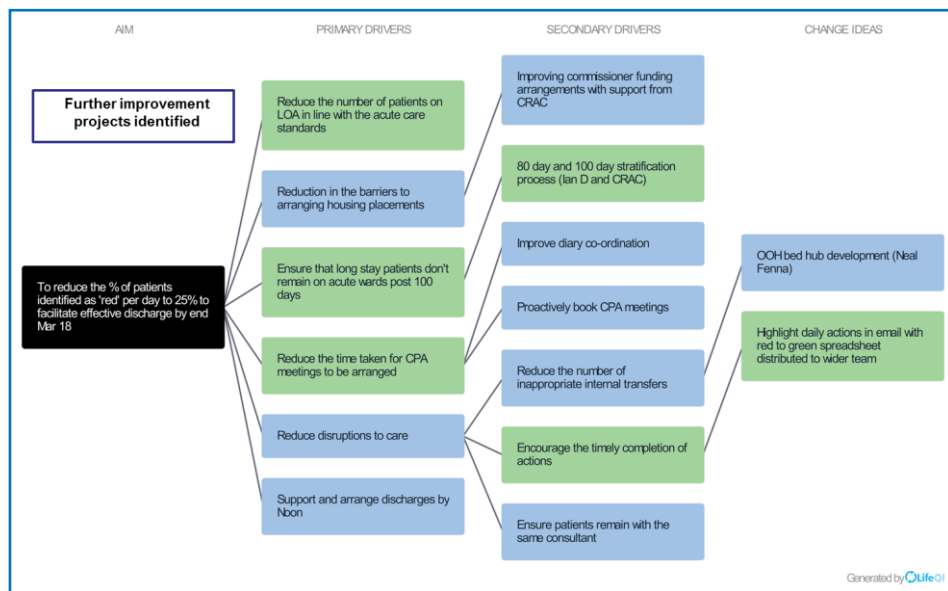 AIM
PRIMARY DRIVERS
SECONDARY DRIVERS
CHANGE IDEAS
Further improvement
projects identified
To reduce the % of patients
identified as 'red' per day to 25% to
facilitate effective discharge by end
Mar 18
Reduce the number of patients on
LOA in line with the acute care
standards
Reduction in the barriers to
arranging housing placements
Ensure that long stay patients don't
remain on acute wards post 100
days
Reduce the time taken for CPA
meetings to be arranged
Reduce disruptions to care
Support and arrange discharges by
Noon
Improving commissioner funding
arrangements with support from
CRAC
80 day and 100 day stratification
process (Ian D and CRAC)
Improve diary co-ordination
Proactively book CPA meetings
Reduce the number of
inappropriate internal transfers
Encourage the timely completion of
actions
Ensure patients remain with the
same consultant
OOH bed hub development (Neal
Fenna)
Highlight daily actions in email with
red to green spreadsheet
distributed to wider team
Generated by LifeQI